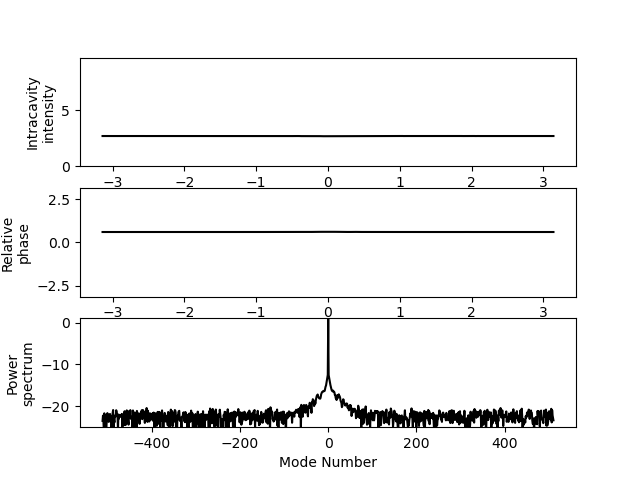 Intracavity
intensity
5
0
−3 −2 −1 0 1 2 3
Relative
phase
2.5
0.0
−2.5
−3 −2 −1 0 1 2 3
Power
spectrum
0
−10
−20
−400 −200 0 200 400
Mode Number